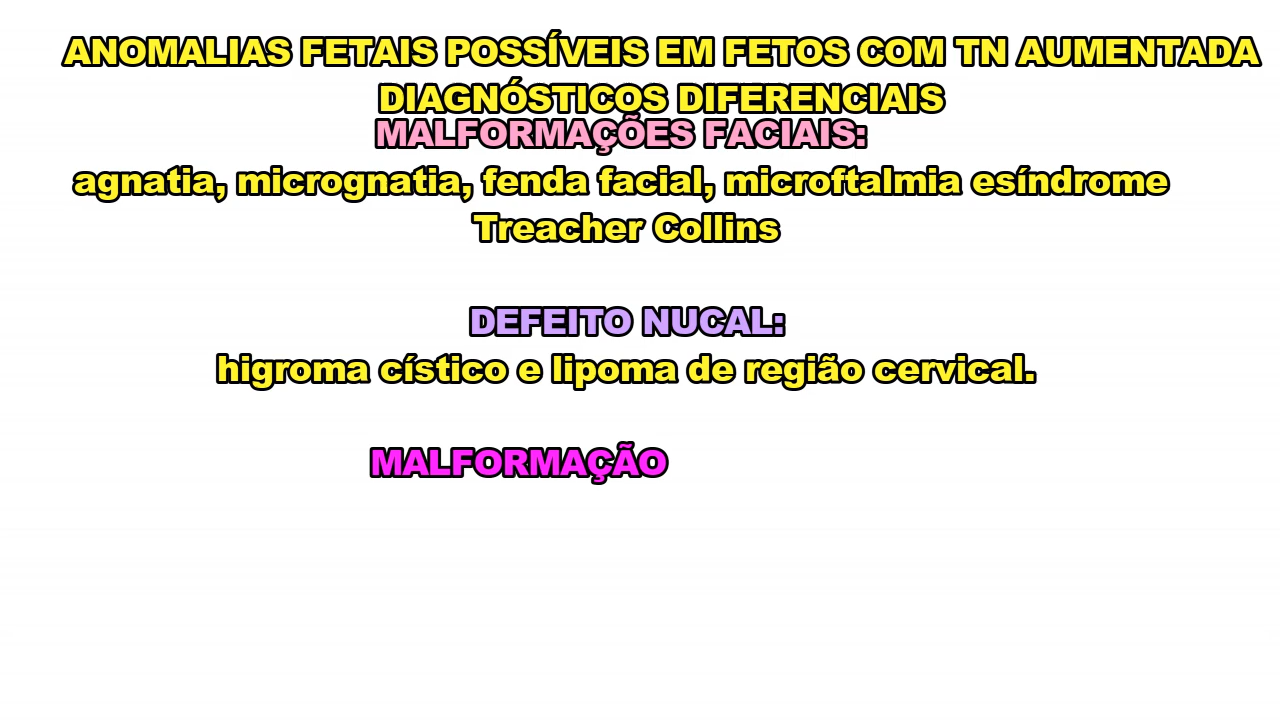 ANOMALIAS FETAIS POSSÍVEIS EM FETOS COM TN AUMENTADA
DIAGNÓSTICOS DIFERENCIAIS
MALFORMAÇÕES FACIAIS:
agnatia, micrognatia, fenda facial, microftalmia esíndrome
Treacher Collins
DEFEITO NUCAL:
higroma cístico e lipoma de região cervical.
MALFORMAÇÃO